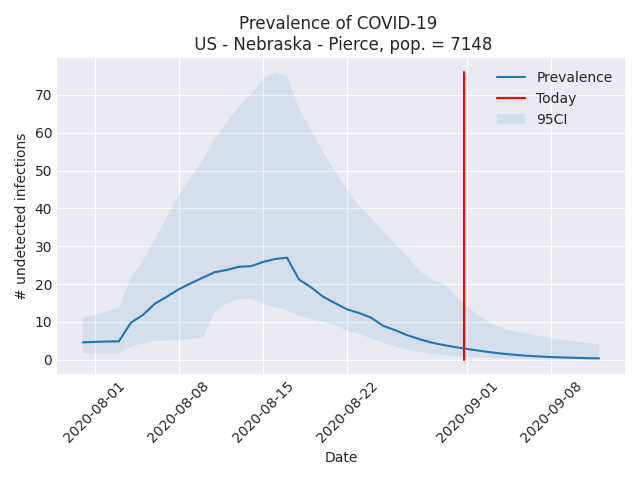 Prevalence of COVID-19
US - Nebraska - Pierce, pop. = 7148
Prevalence
Today
95CI
# undetected infections
70
60
50
40
30
20
10
0
2020-08-01
2020-08-08
2020-08-15
2020-08-22
2020-09-01
2020-09-08
Date